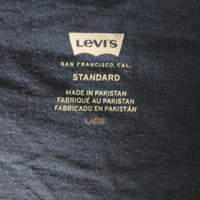 Levi's
SAN FRANCISCO, CAL.
STANDARD
MADE IN PAKISTAN
FABRIQUÉ AU PAKISTAN
FABRICADO EN PAKISTÁN